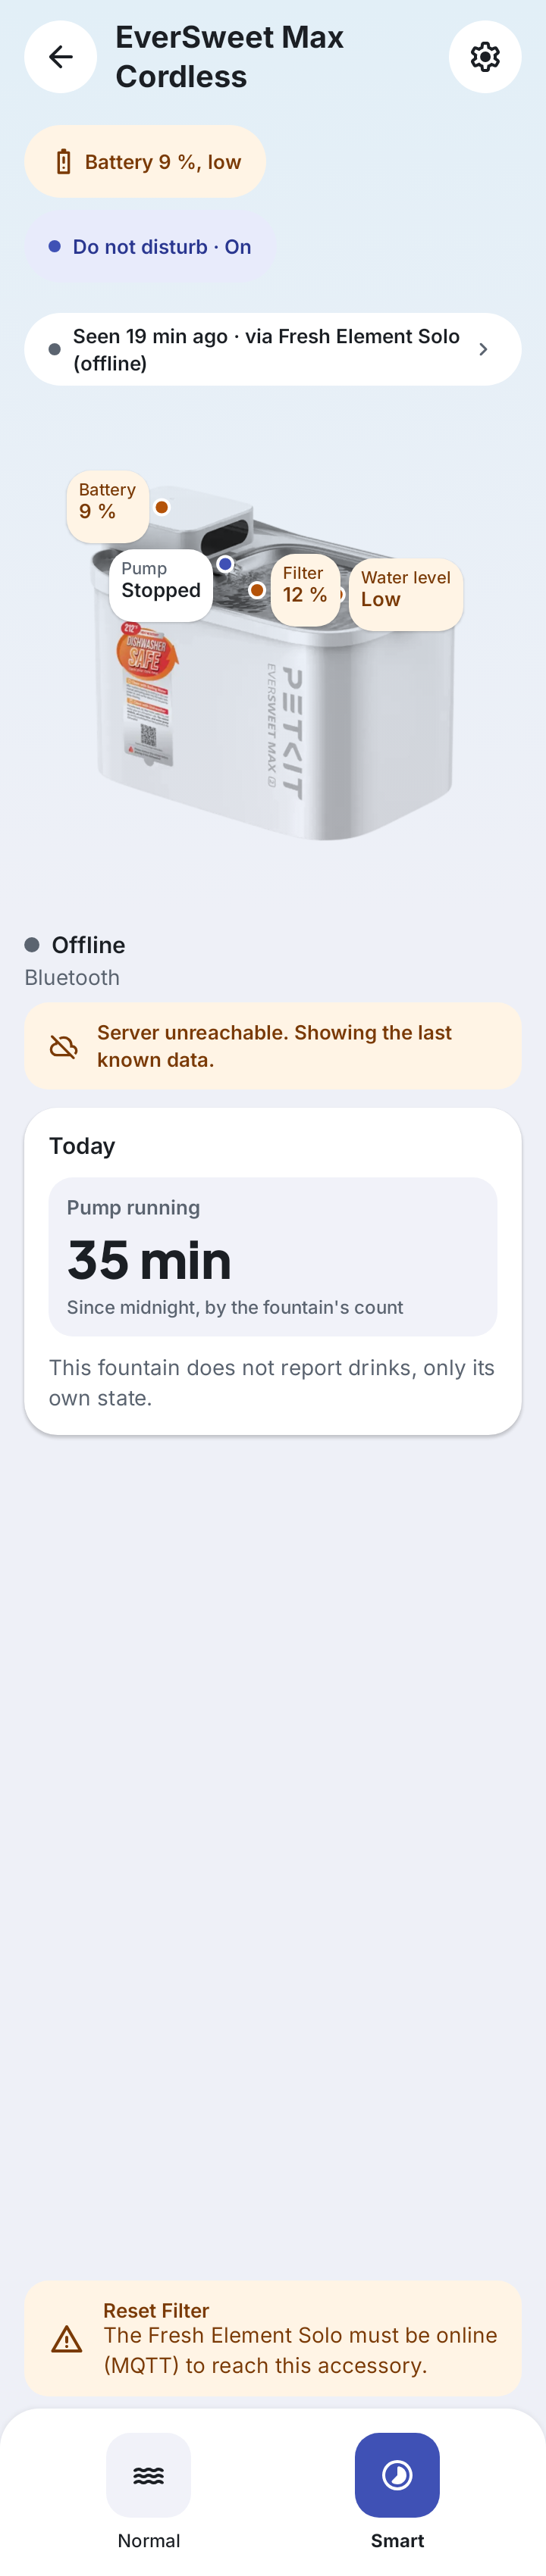 EverSweet Max
Cordless
Battery 9 %, low
Do not disturb · On
Seen 19 min ago · via Fresh Element Solo
(offline)
Battery
9 %
Pump
Stopped
Filter
12 %
Water level
Low
DISHWASHER
SAFE
PETKIT
EVERSWEET MAX
Offline
Bluetooth
Server unreachable. Showing the last
known data.
Today
Pump running
35 min
Since midnight, by the fountain's count
This fountain does not report drinks, only its
own state.
Reset Filter
The Fresh Element Solo must be online
(MQTT) to reach this accessory.
Normal
Smart